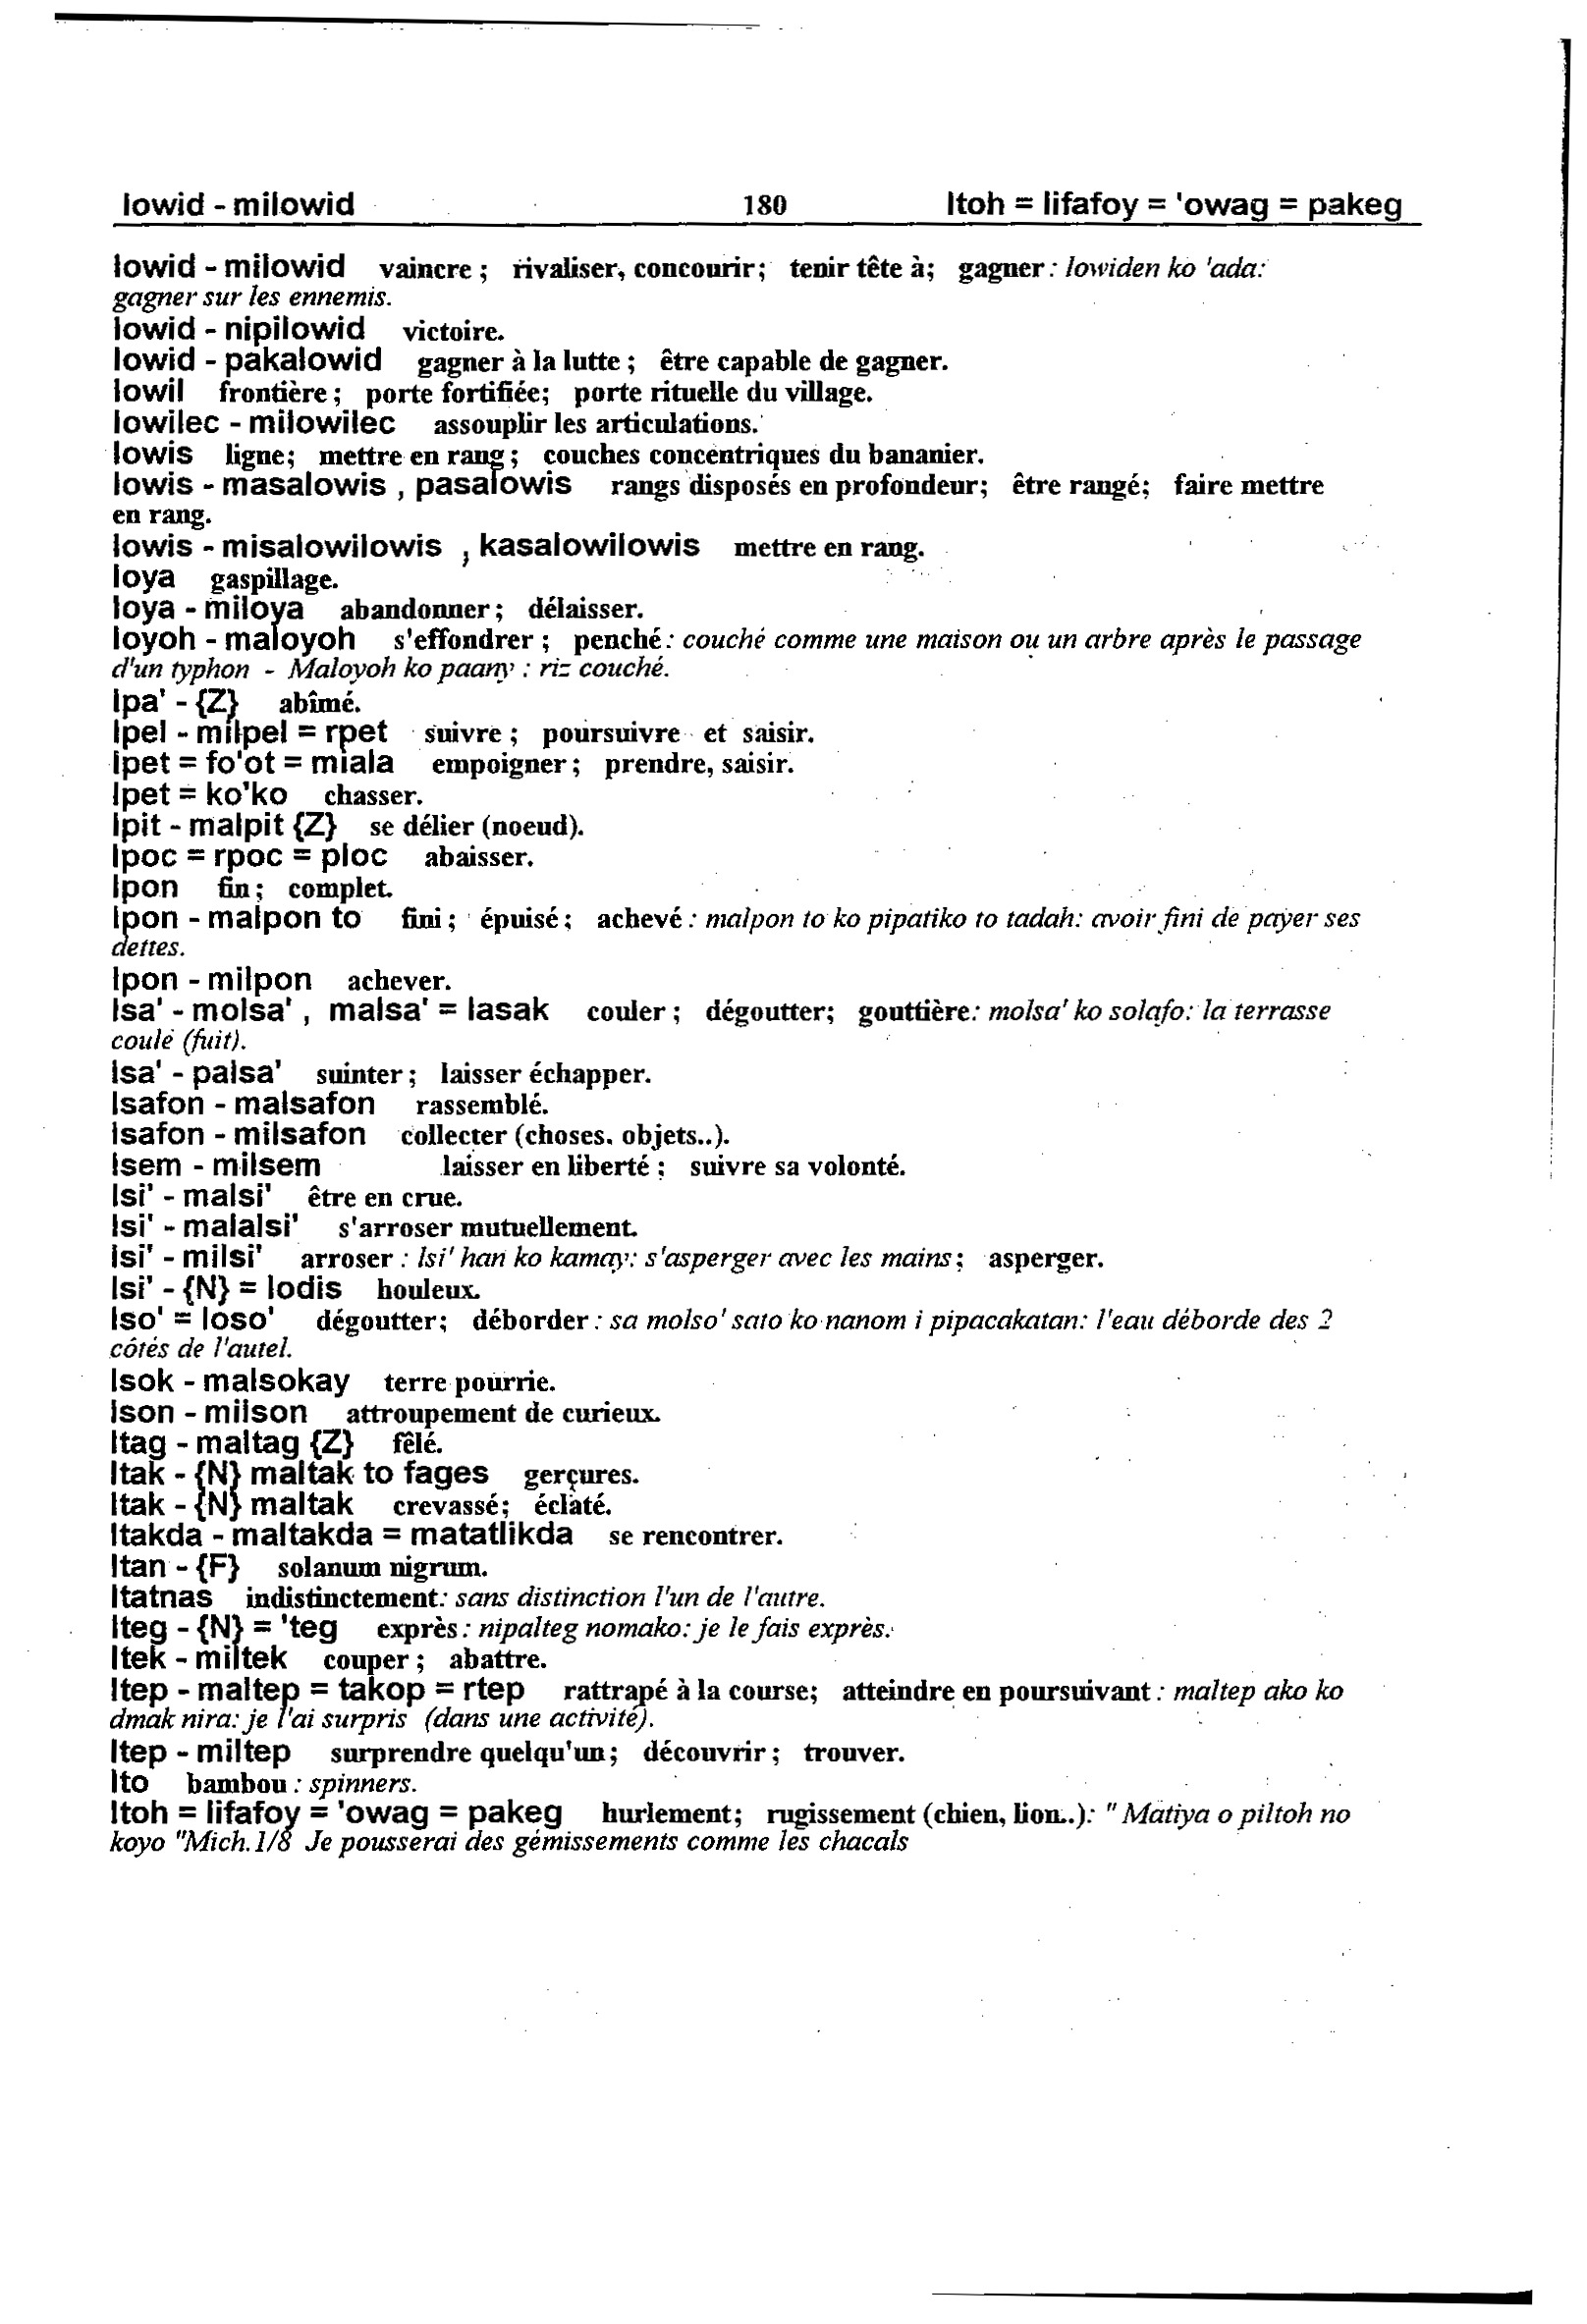 lowid - milowid 180 ltoh = lifafoy = 'owag = pakeg
lowid - milowid vaincre ; rivaliser, concourir; tenir tête à; gagner : lowiden ko 'ada:
gagner sur les ennemis.
lowid - nipilowid victoire.
lowid - pakalowid gagner à la lutte ; être capable de gagner.
lowil frontière ; porte fortifiée; porte rituelle du village.
lowilec - milowilec assouplir les articulations.
lowis ligne; mettre en rang ; couches concentriques du bananier.
lowis - masalowis , pasalowis rangs disposés en profondeur; être rangé; faire mettre
en rang.
lowis - misalowilowis , kasalowilowis mettre en rang.
loya gaspillage.
loya - miloya abandonner ; délaisser.
loyoh - maloyoh s'effondrer ; penché : couché comme une maison ou un arbre après le passage
d'un typhon - Maloyoh ko paany : riz couché.
lpa' - {Z} abîmé.
lpel - milpel = rpet suivre ; poursuivre et saisir.
lpet = fo'ot = miala empoigner ; prendre, saisir.
lpet = ko'ko chasser.
lpit - malpit {Z} se délier (noeud).
lpoc = rpoc = ploc abaisser.
lpon fin ; complet.
lpon - malpon to fini ; épuisé ; achevé : malpon to ko pipatiko to tadah: avoir fini de payer ses
dettes.
lpon - milpon achever.
lsa' - molsa' , malsa' = lasak couler ; dégoutter; gouttière: molsa' ko solafo: la terrasse
coule (fuit).
lsa' - palsa' suinter ; laisser échapper.
lsafon - malsafon rassemblé.
lsafon - milsafon collecter (choses. objets..).
lsem - milsem laisser en liberté ; suivre sa volonté.
lsi' - malsi' être en crue.
lsi' - malalsi' s'arroser mutuellement.
lsi' - milsi' arroser : lsi' han ko kamay: s'asperger avec les mains ; asperger.
lsi' - {N} = lodis houleux.
lso' = loso' dégoutter; déborder : sa molso' sato ko nanom i pipacakatan: l'eau déborde des 2
côtés de l'autel.
lsok - malsokay terre pourrie.
lson - milson attroupement de curieux.
ltag - maltag {Z} fêlé.
ltak - {N} maltak to fages gerçures.
ltak - {N} maltak crevassé; éclaté.
ltakda - maltakda = matatlikda se rencontrer.
ltan - {F} solanum nigrum.
ltatnas indistinctement: sans distinction l'un de l'autre.
lteg - {N} = 'teg exprès : nipalteg nomako: je le fais exprès.
ltek - miltek couper ; abattre.
ltep - maltep = takop = rtep rattrapé à la course; atteindre en poursuivant : maltep ako ko
dmak nira: je l'ai surpris (dans une activité).
ltep - miltep surprendre quelqu'un ; découvrir ; trouver.
lto bambou : spinners.
ltoh = lifafoy = 'owag = pakeg hurlement; rugissement (chien, lion..): " Matiya o piltoh no
koyo "Mich.1/8 Je pousserai des gémissements comme les chacals